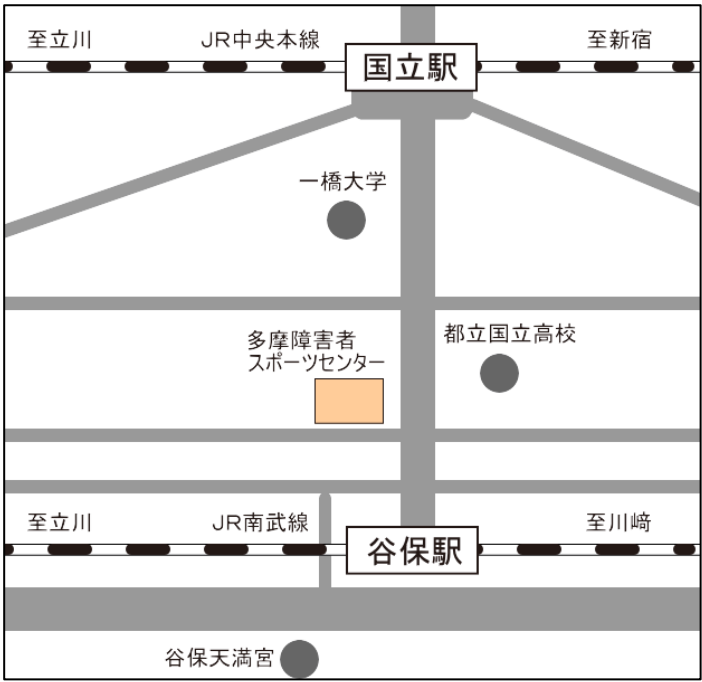 至立川
JR中央本線
至新宿
国立駅
一橋大学
都立国立高校
多摩障害者
スポーツセンター
至立川
JR南武線
至川﨑
谷保駅
谷保天満宮